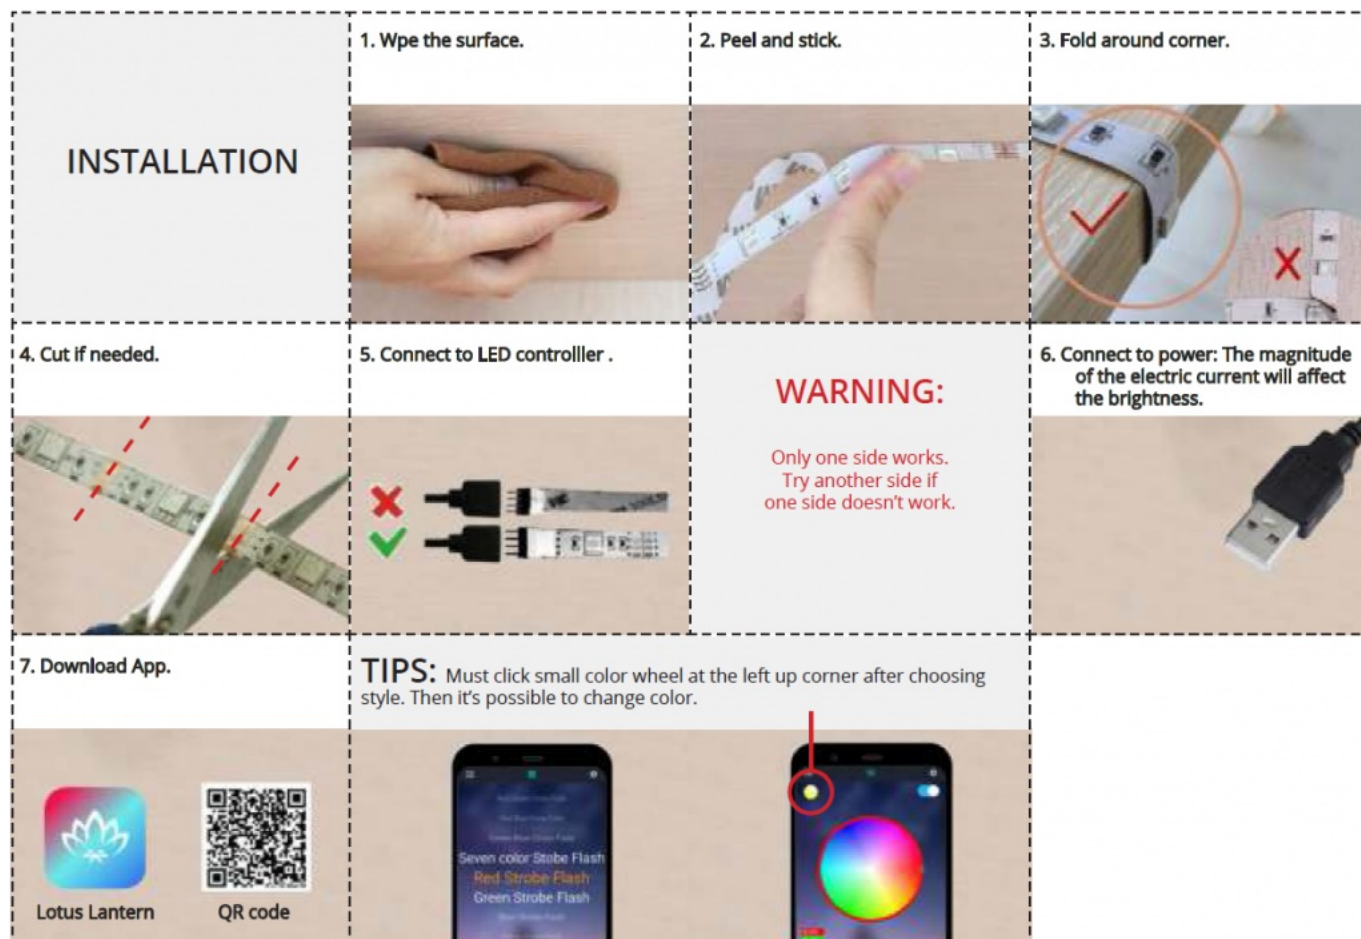 INSTALLATION
1. Wpe the surface.
2. Peel and stick.
3. Fold around corner.
4. Cut if needed.
5. Connect to LED controlller .
WARNING:
Only one side works.
Try another side if
one side doesn't work.
6. Connect to power: The magnitude
of the electric current will affect
the brightness.
7. Download App.
TIPS: Must click small color wheel at the left up corner after choosing
style. Then it's possible to change color.
Lotus Lantern
QR code
Seven color Stobe Flash
Red Strobe Flash
Green Strobe Flash